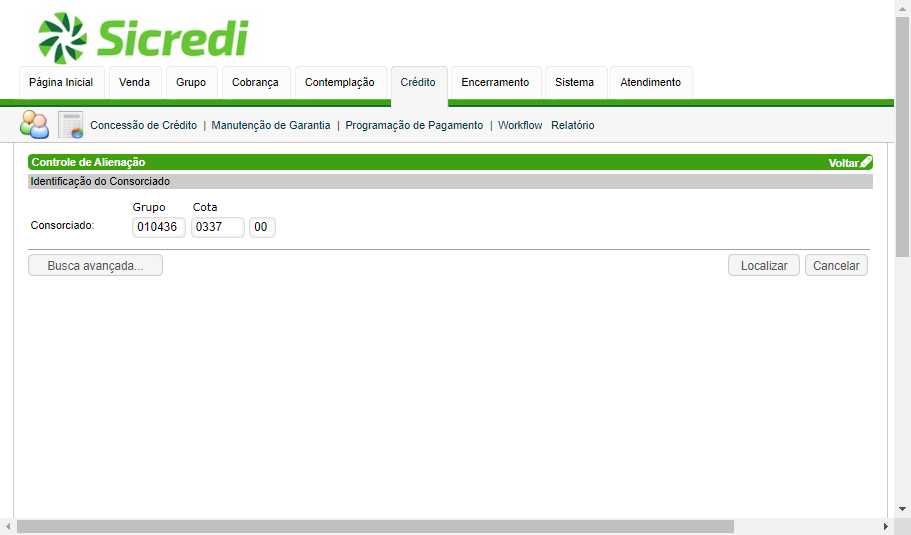 Sicredi
Página Inicial Venda Grupo Cobrança Contemplação Crédito Encerramento Sistema Atendimento
Concessão de Crédito | Manutenção de Garantia | Programação de Pagamento | Workflow Relatório
Controle de Alienação Voltar
Identificação do Consorciado
Grupo Cota
Consorciado: 010436 0337 00
Busca avançada... Localizar Cancelar